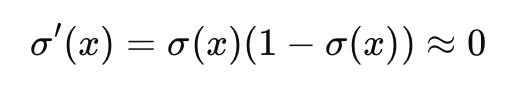 σ′(x) = σ(x)(1 − σ(x)) ≈ 0